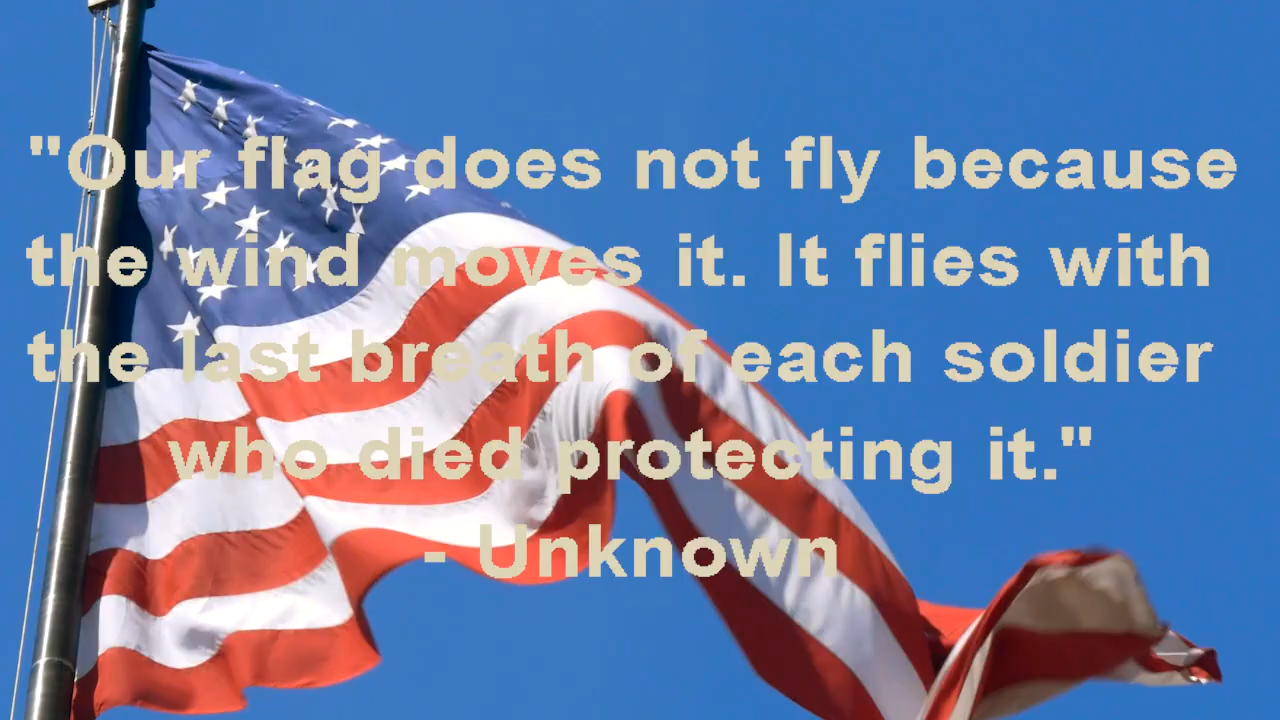 "Our flag does not fly because
the wind moves it. It flies with
the last breath of each soldier
who died protecting it."
- Unknown